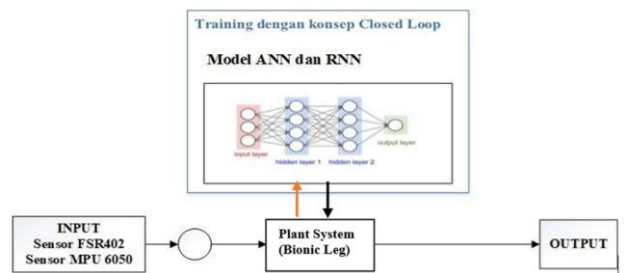 Training dengan konsep Closed Loop
Model ANN dan RNN
input layer
hidden layer 1
hidden layer 2
output layer
INPUT
Sensor FSR402
Sensor MPU 6050
Plant System
(Bionic Leg)
OUTPUT